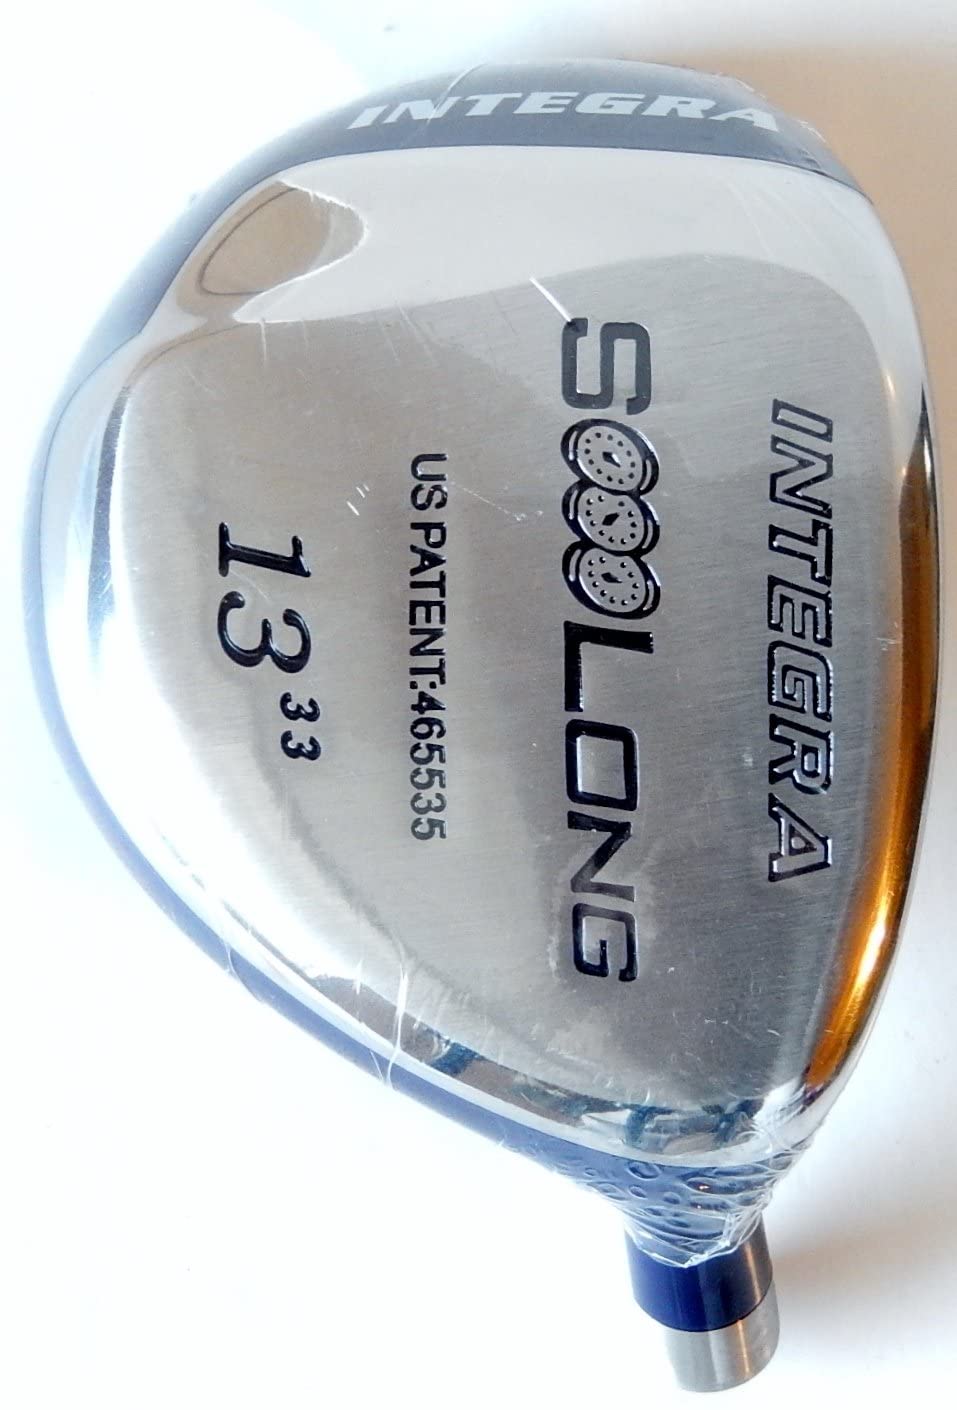 INTEGRA
INTEGRA
SOOOLONG
US PATENT:465535
13 33